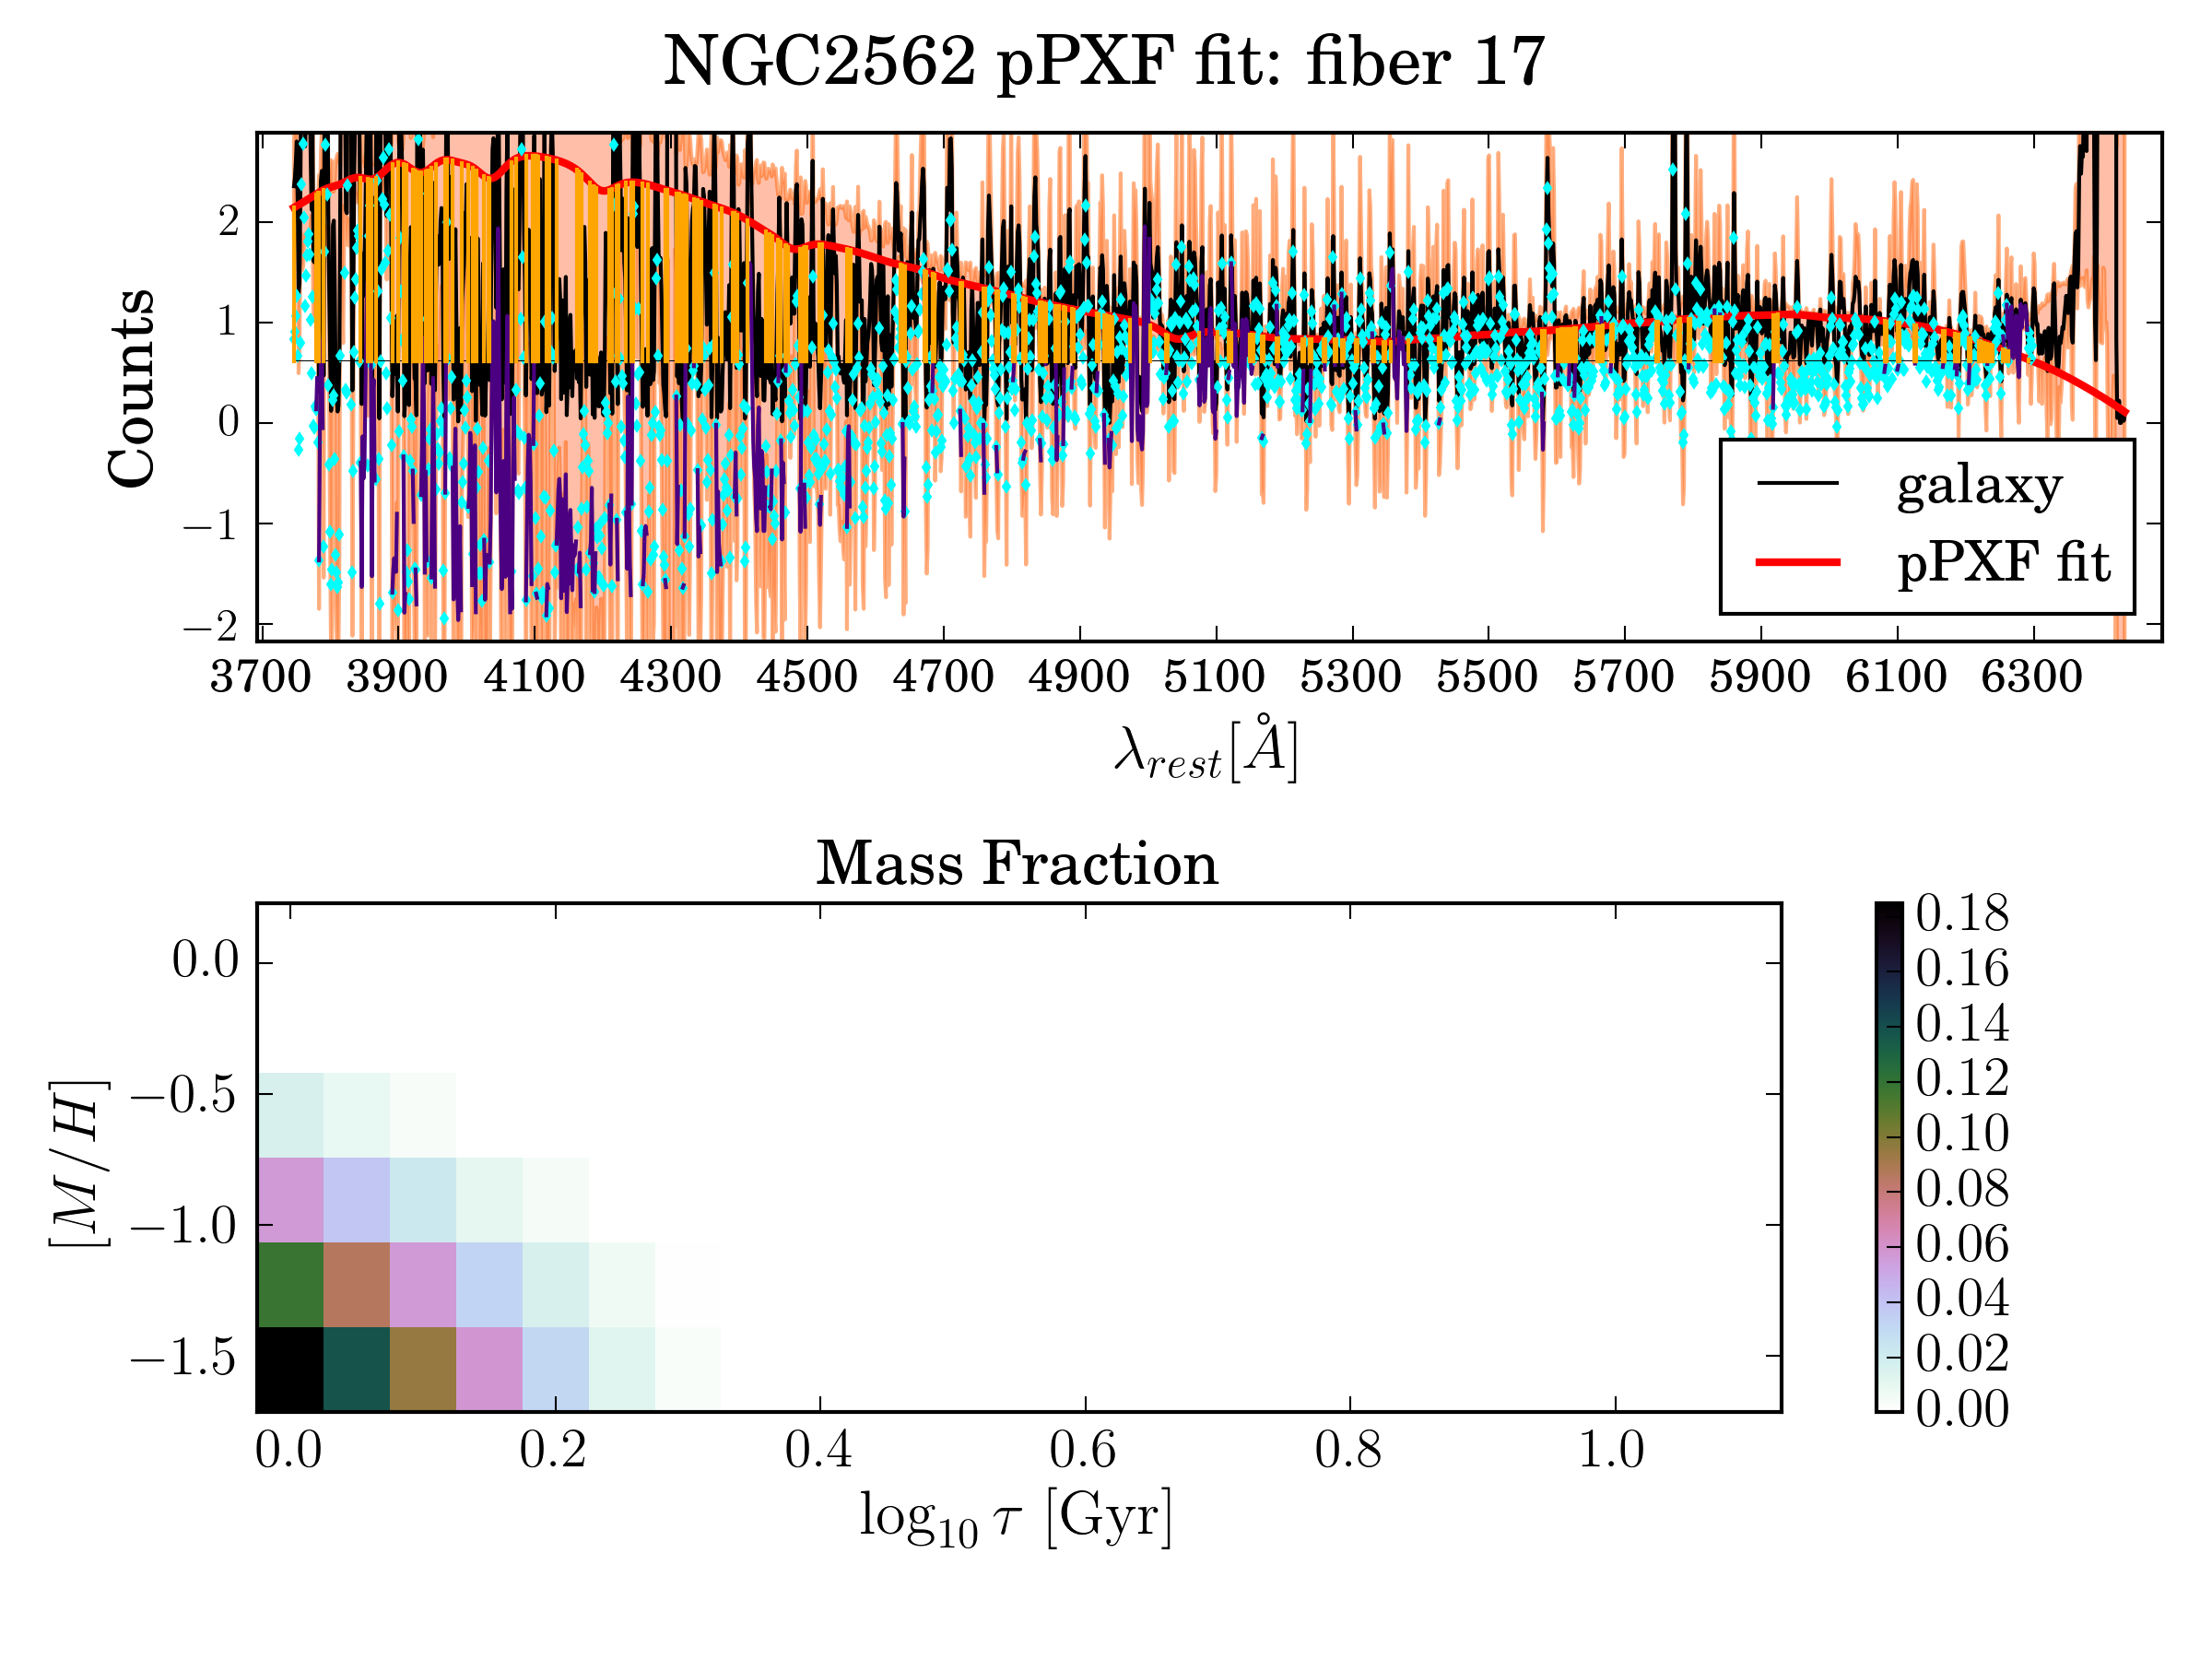 NGC2562 pPXF fit: fiber 17
Counts
2
1
0
−1
−2
galaxy
pPXF fit
3700 3900 4100 4300 4500 4700 4900 5100 5300 5500 5700 5900 6100 6300
λrest[Å]
Mass Fraction
[M/H]
0.0
−0.5
−1.0
−1.5
0.0 0.2 0.4 0.6 0.8 1.0
log10 τ [Gyr]
0.18
0.16
0.14
0.12
0.10
0.08
0.06
0.04
0.02
0.00